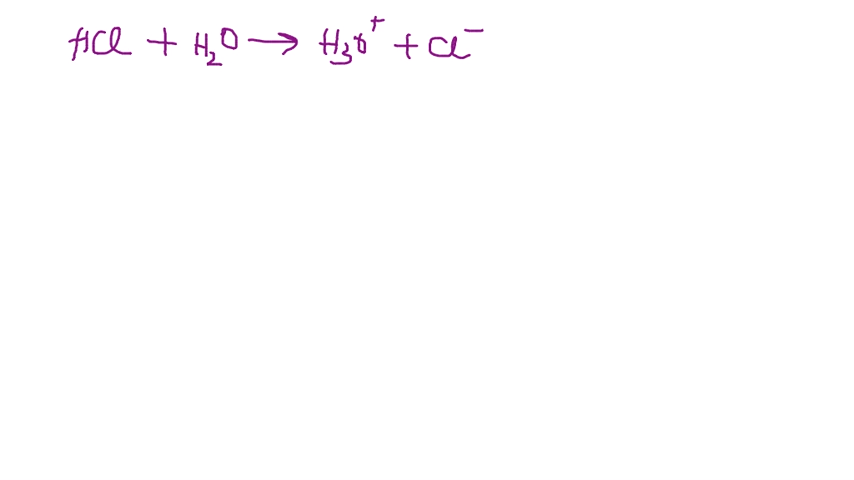 HCl + H₂O ⟶ H₃O⁺ + Cl⁻